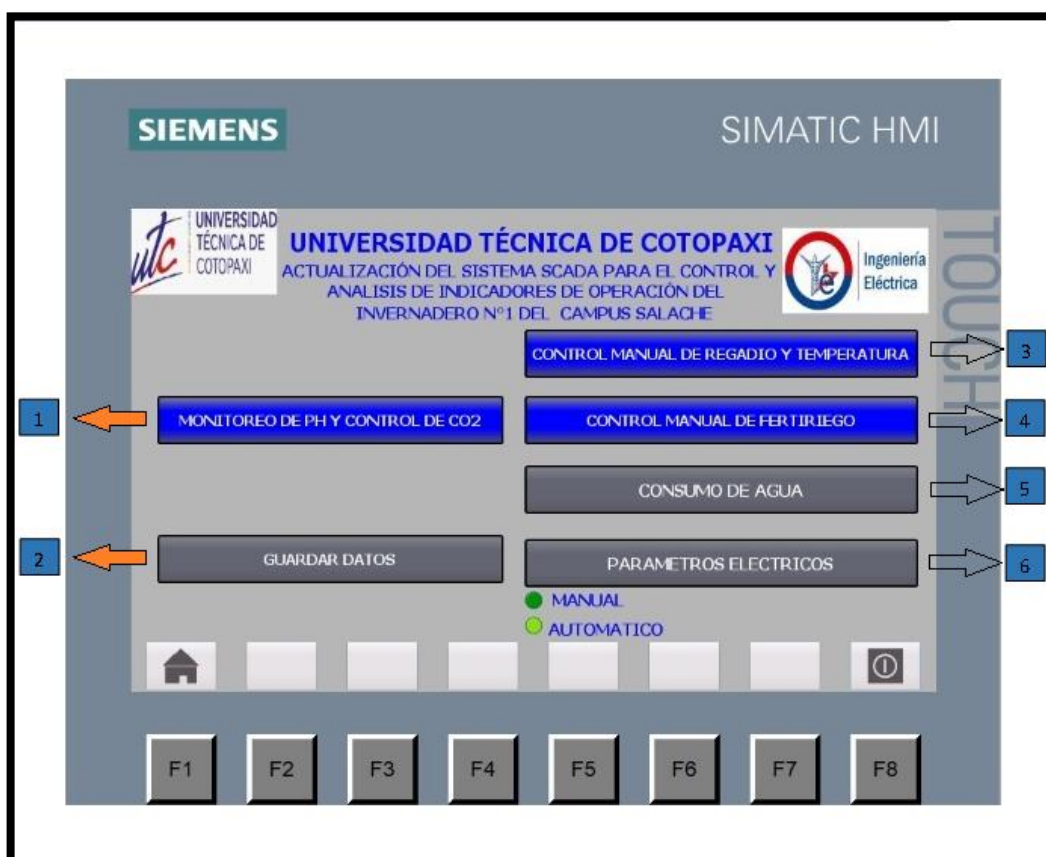 SIEMENS
SIMATIC HMI
TOUCH
UNIVERSIDAD
TÉCNICA DE
COTOPAXI
utc
UNIVERSIDAD TÉCNICA DE COTOPAXI
ACTUALIZACIÓN DEL SISTEMA SCADA PARA EL CONTROL Y
ANALISIS DE INDICADORES DE OPERACIÓN DEL
INVERNADERO N°1 DEL CAMPUS SALACHE
Ingeniería
Eléctrica
CONTROL MANUAL DE REGADIO Y TEMPERATURA
3
1
MONITOREO DE PH Y CONTROL DE CO2
CONTROL MANUAL DE FERTIRIEGO
4
CONSUMO DE AGUA
5
2
GUARDAR DATOS
PARAMETROS ELECTRICOS
6
MANUAL
AUTOMATICO
F1 F2 F3 F4 F5 F6 F7 F8